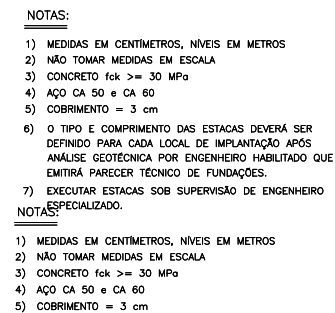 NOTAS:
1) MEDIDAS EM CENTÍMETROS, NÍVEIS EM METROS
2) NÃO TOMAR MEDIDAS EM ESCALA
3) CONCRETO fck >= 30 MPa
4) AÇO CA 50 e CA 60
5) COBRIMENTO = 3 cm
6) O TIPO E COMPRIMENTO DAS ESTACAS DEVERÁ SER
DEFINIDO PARA CADA LOCAL DE IMPLANTAÇÃO APÓS
ANÁLISE GEOTÉCNICA POR ENGENHEIRO HABILITADO QUE
EMITIRÁ PARECER TÉCNICO DE FUNDAÇÕES.
7) EXECUTAR ESTACAS SOB SUPERVISÃO DE ENGENHEIRO
ESPECIALIZADO.
NOTAS:
1) MEDIDAS EM CENTÍMETROS, NÍVEIS EM METROS
2) NÃO TOMAR MEDIDAS EM ESCALA
3) CONCRETO fck >= 30 MPa
4) AÇO CA 50 e CA 60
5) COBRIMENTO = 3 cm